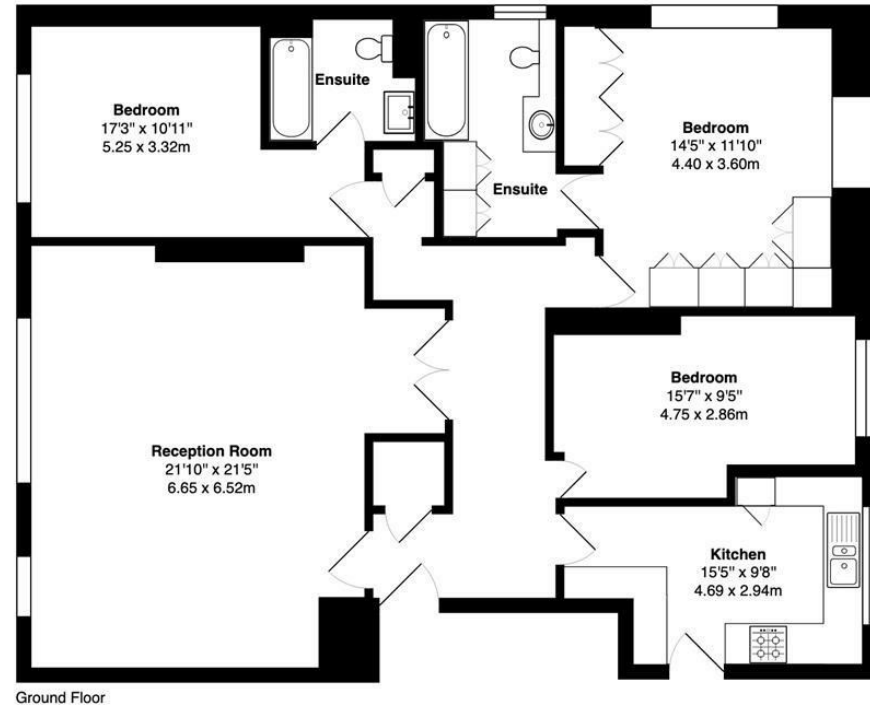 Bedroom
17'3" x 10'11"
5.25 x 3.32m
Ensuite
Ensuite
Bedroom
14'5" x 11'10"
4.40 x 3.60m
Bedroom
15'7" x 9'5"
4.75 x 2.86m
Reception Room
21'10" x 21'5"
6.65 x 6.52m
Kitchen
15'5" x 9'8"
4.69 x 2.94m
Ground Floor